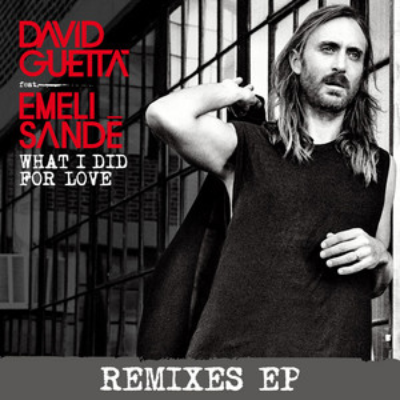 DAVID
GUETTA
feat.
EMELI
SANDÉ
WHAT I DID
FOR LOVE
REMIXES EP